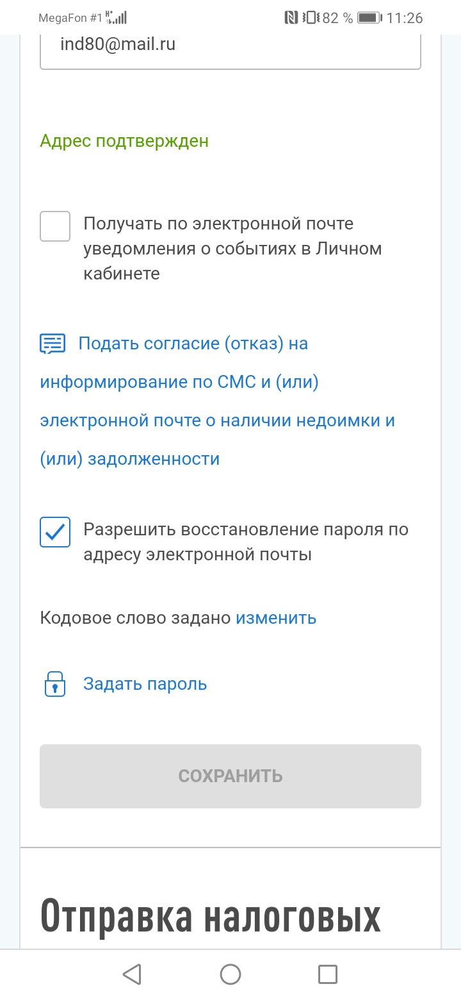 MegaFon #1 H+ 82 % 11:26
ind80@mail.ru
Адрес подтвержден
Получать по электронной почте
уведомления о событиях в Личном
кабинете
Подать согласие (отказ) на
информирование по СМС и (или)
электронной почте о наличии недоимки и
(или) задолженности
Разрешить восстановление пароля по
адресу электронной почты
Кодовое слово задано изменить
Задать пароль
СОХРАНИТЬ
Отправка налоговых